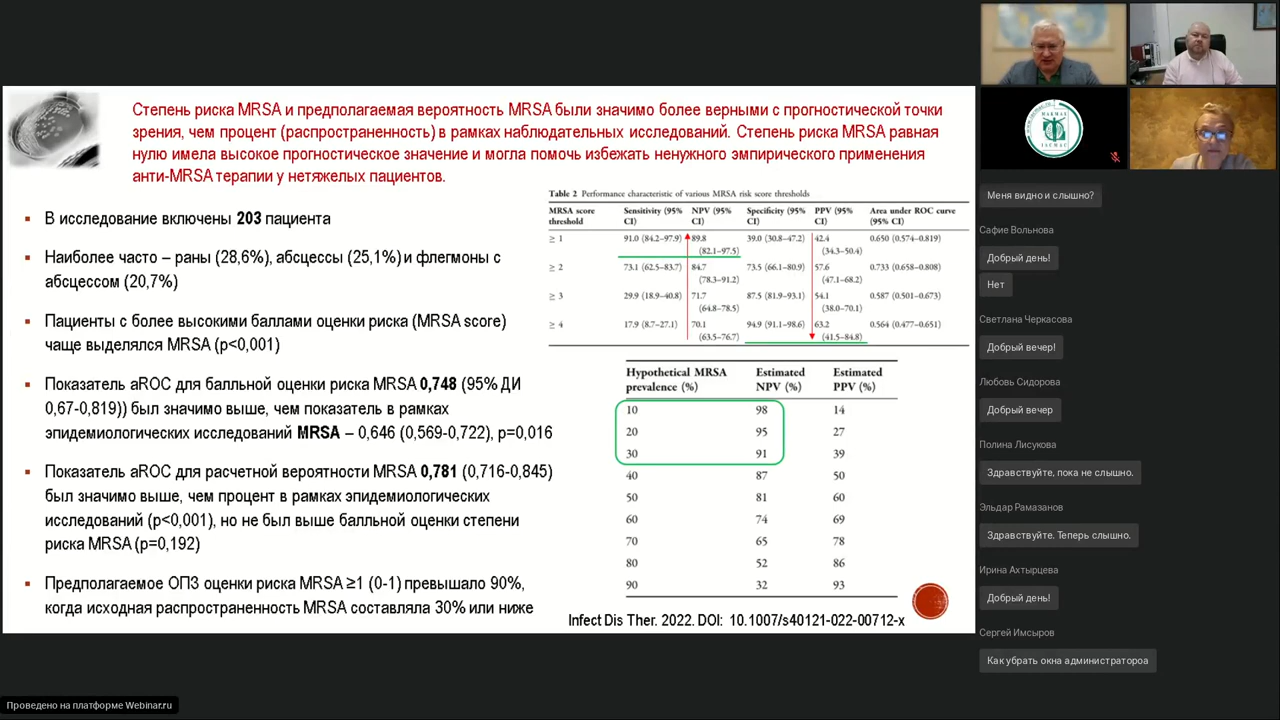 Степень риска MRSA и предполагаемая вероятность MRSA были значимо более верными с прогностической точки
зрения, чем процент (распространенность) в рамках наблюдательных исследований. Степень риска MRSA равная
нулю имела высокое прогностическое значение и могла помочь избежать ненужного эмпирического применения
анти-MRSA терапии у нетяжелых пациентов.
▪ В исследование включены 203 пациента
▪ Наиболее часто – раны (28,6%), абсцессы (25,1%) и флегмоны с
абсцессом (20,7%)
▪ Пациенты с более высокими баллами оценки риска (MRSA score)
чаще выделялся MRSA (p<0,001)
▪ Показатель aROC для балльной оценки риска MRSA 0,748 (95% ДИ
0,67-0,819)) был значимо выше, чем показатель в рамках
эпидемиологических исследований MRSA – 0,646 (0,569-0,722), p=0,016
▪ Показатель aROC для расчетной вероятности MRSA 0,781 (0,716-0,845)
был значимо выше, чем процент в рамках эпидемиологических
исследований (p<0,001), но не был выше балльной оценки степени
риска MRSA (p=0,192)
▪ Предполагаемое ОПЗ оценки риска MRSA ≥1 (0-1) превышало 90%,
когда исходная распространенность MRSA составляла 30% или ниже
Table 2 Performance characteristic of various MRSA risk score thresholds
MRSA score Sensitivity (95% NPV (95% Specificity (95% PPV (95% Area under ROC curve
threshold CI) CI) CI) CI) (95% CI)
≥ 1 91.0 (84.2–97.9) 89.8 39.0 (30.8–47.2) 42.4 0.650 (0.574–0.819)
(82.1–97.5) (34.3–50.4)
≥ 2 73.1 (62.5–83.7) 84.7 73.5 (66.1–80.9) 57.6 0.733 (0.658–0.808)
(78.3–91.2) (47.1–68.2)
≥ 3 29.9 (18.9–40.8) 71.7 87.5 (81.9–93.1) 54.1 0.587 (0.501–0.673)
(64.8–78.5) (38.0–70.1)
≥ 4 17.9 (8.7–27.1) 70.1 94.9 (91.1–98.6) 63.2 0.564 (0.477–0.651)
(63.5–76.7) (41.5–84.8)
Hypothetical MRSA Estimated Estimated
prevalence (%) NPV (%) PPV (%)
10 98 14
20 95 27
30 91 39
40 87 50
50 81 60
60 74 69
70 65 78
80 52 86
90 32 93
Infect Dis Ther. 2022. DOI: 10.1007/s40121-022-00712-x
Меня видно и слышно?
Сафие Вольнова
Добрый день!
Нет
Светлана Черкасова
Добрый вечер!
Любовь Сидорова
Добрый вечер
Полина Лисукова
Здравствуйте, пока не слышно.
Эльдар Рамазанов
Здравствуйте. Теперь слышно.
Ирина Ахтырцева
Добрый день!
Сергей Имсыров
Как убрать окна администратороа
Проведено на платформе Webinar.ru